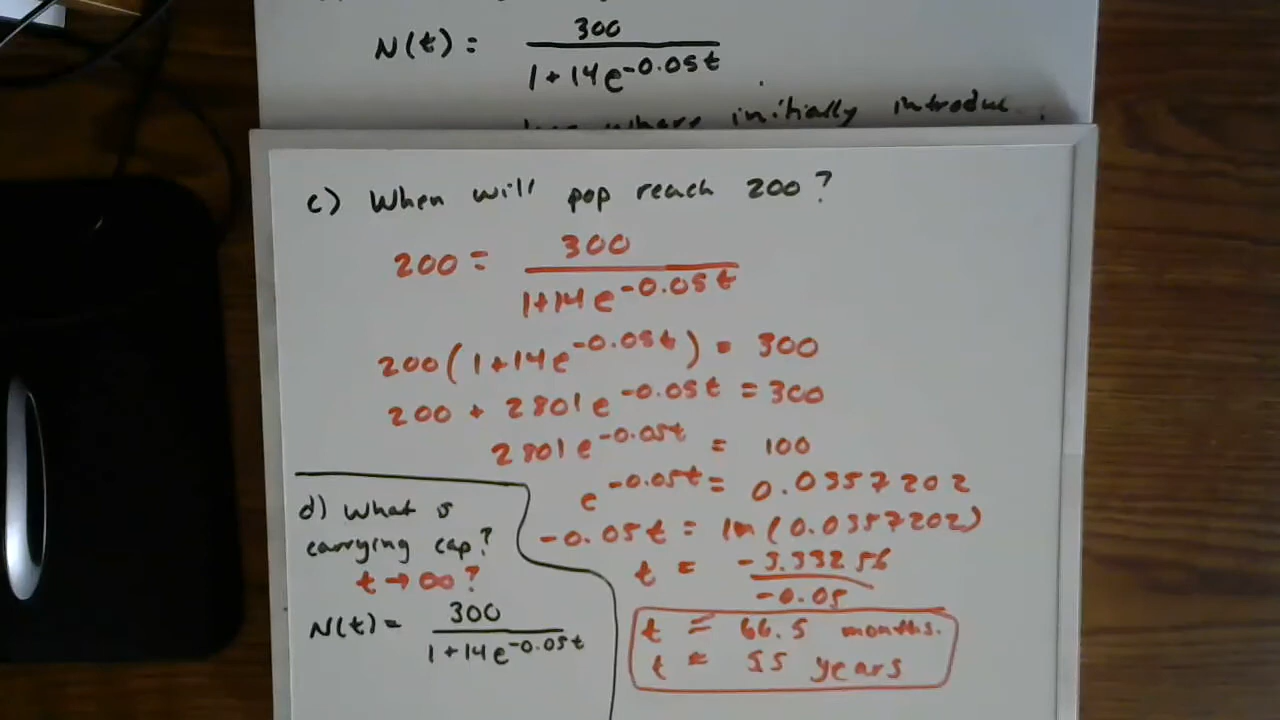 N(t) = 300 / 1+14e^-0.05t
where initially introduc
c) When will pop reach 200?
200 = 300 / 1+14e^-0.05t
200(1+14e^-0.05t) = 300
200 + 2801e^-0.05t = 300
2801e^-0.05t = 100
e^-0.05t = 0.0357202
-0.05t = ln(0.0357202)
t = -3.33256 / -0.05
t = 66.5 months.
t = 55 years
d) What is
carrying cap?
t → ∞?
N(t) = 300 / 1+14e^-0.05t